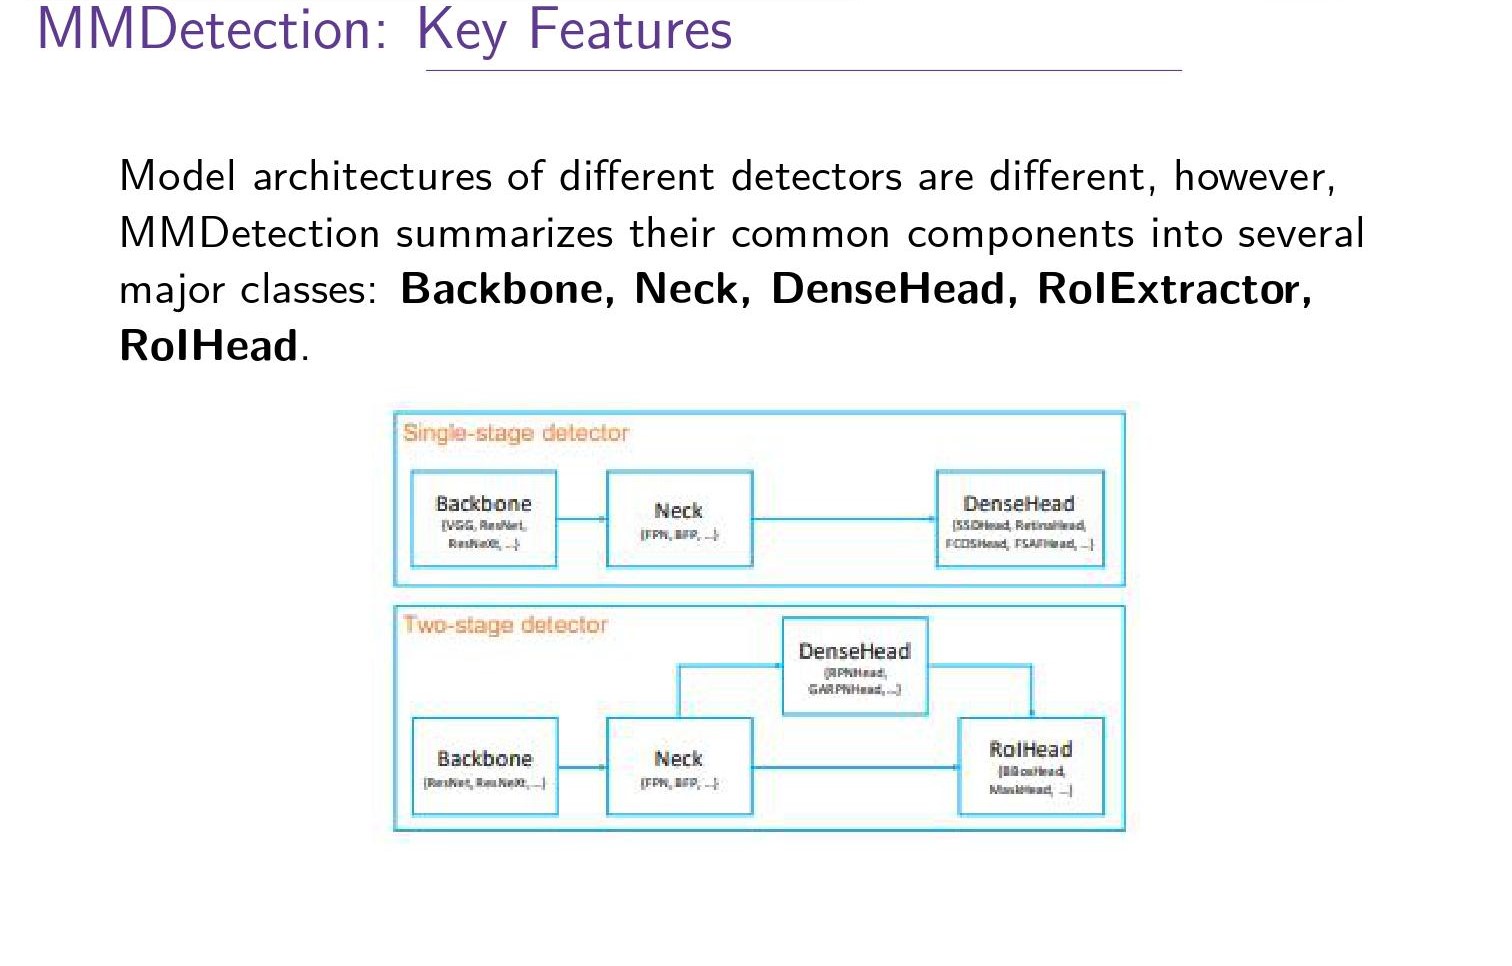 MMDetection: Key Features
Model architectures of different detectors are different, however,
MMDetection summarizes their common components into several
major classes: Backbone, Neck, DenseHead, RoIExtractor,
RoIHead.
Single-stage detector
Backbone
(VGG, ResNet,
ResNeXt, ...)
Neck
(FPN, BFP, ...)
DenseHead
(SSDHead, RetinaHead,
FCOSHead, FSAFHead, ...)
Two-stage detector
DenseHead
(RPNHead,
GARPNHead, ...)
Backbone
(ResNet, ResNeXt, ...)
Neck
(FPN, BFP, ...)
RoIHead
(BBoxHead,
MaskHead, ...)